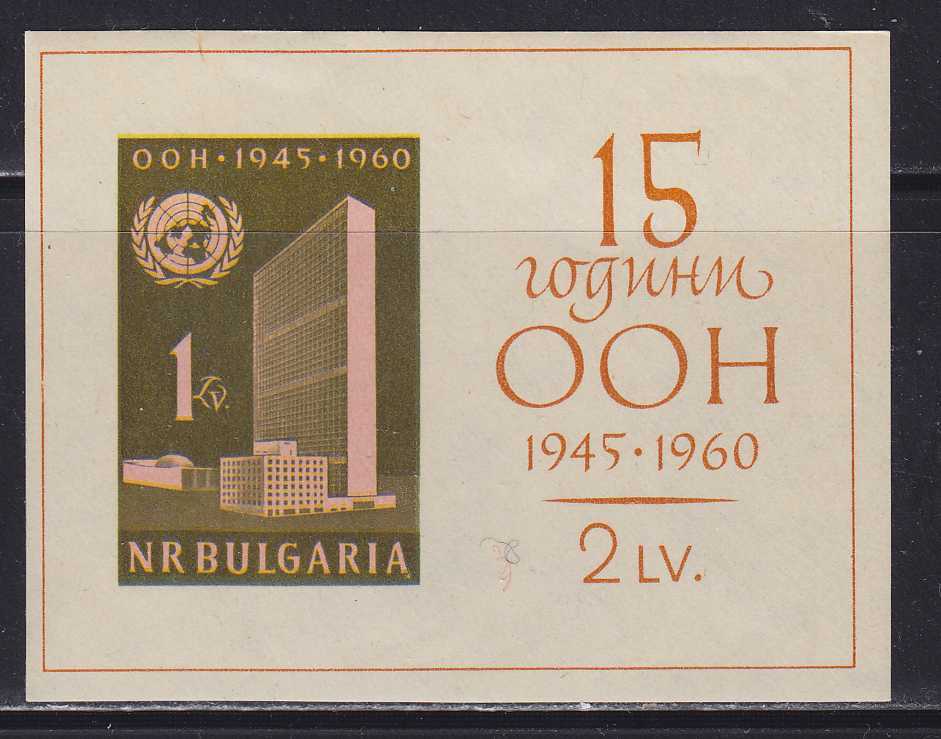 ООН · 1945 · 1960
1 Lv.
NR BULGARIA
15
години
ООН
1945 · 1960
2 LV.